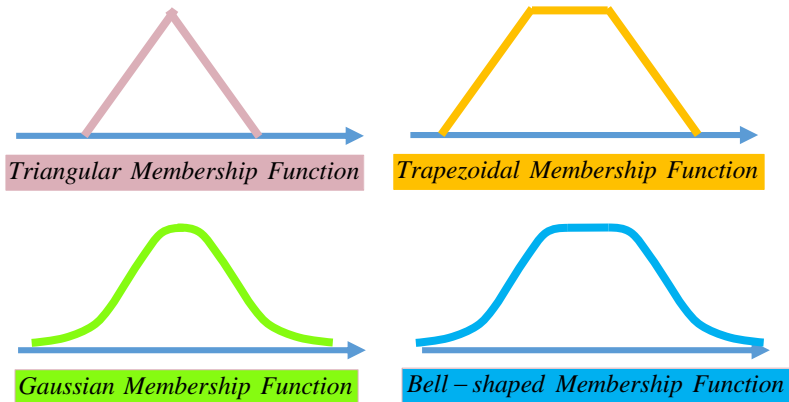 Triangular Membership Function
Trapezoidal Membership Function
Gaussian Membership Function
Bell – shaped Membership Function